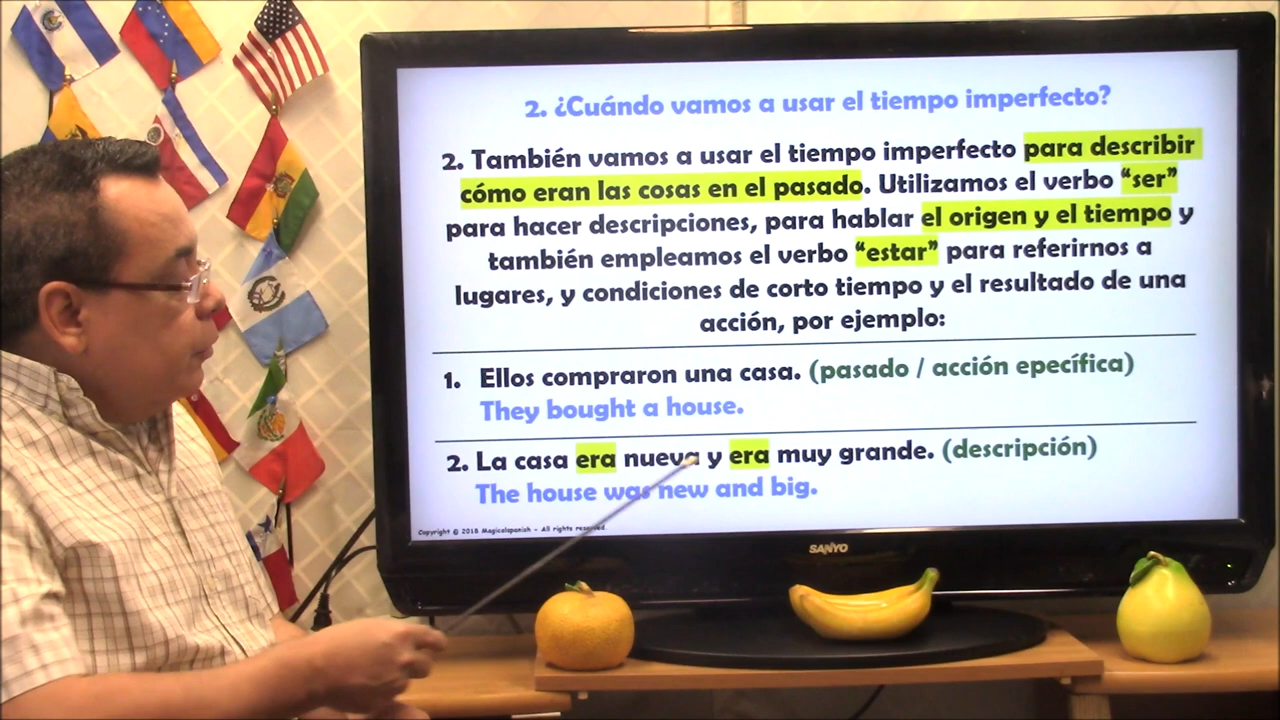 2. ¿Cuándo vamos a usar el tiempo imperfecto?
2. También vamos a usar el tiempo imperfecto para describir
cómo eran las cosas en el pasado. Utilizamos el verbo “ser”
para hacer descripciones, para hablar el origen y el tiempo y
también empleamos el verbo “estar” para referirnos a
lugares, y condiciones de corto tiempo y el resultado de una
acción, por ejemplo:
1. Ellos compraron una casa. (pasado / acción epecífica)
They bought a house.
2. La casa era nueva y era muy grande. (descripción)
The house was new and big.
Copyright © 2018 Magicalspanish - All rights reserved.
SANYO